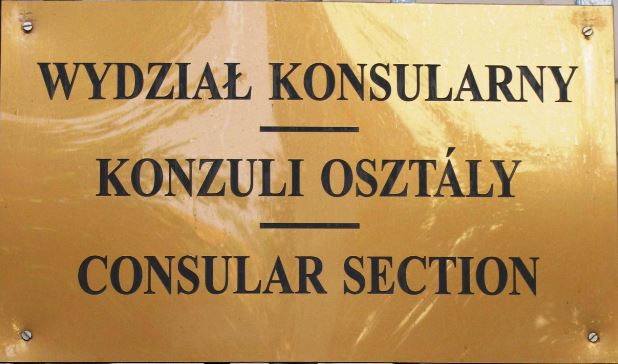 WYDZIAŁ KONSULARNY
KONZULI OSZTÁLY
CONSULAR SECTION